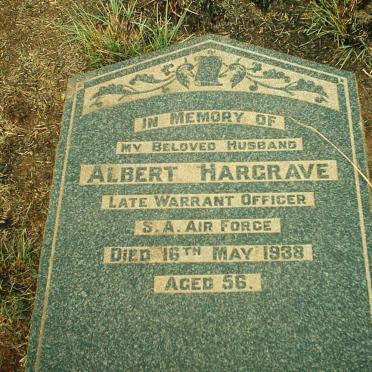 IN MEMORY OF
MY BELOVED HUSBAND
ALBERT HARGRAVE
LATE WARRANT OFFICER
S.A. AIR FORCE
DIED 16TH MAY 1938
AGED 56.